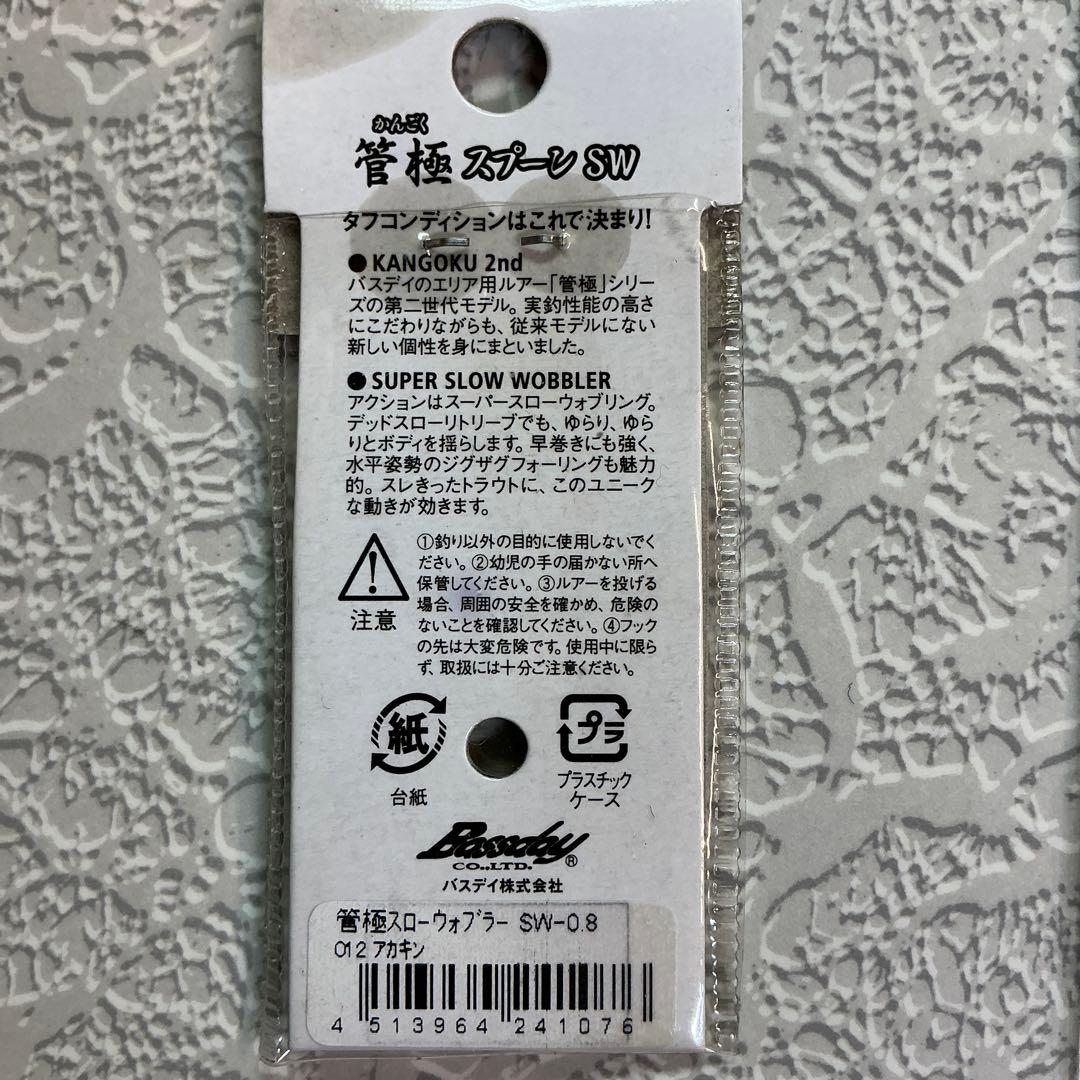 かんごく
管極 スプーン SW
タフコンディションはこれで決まり!
● KANGOKU 2nd
バスデイのエリア用ルアー「管極」シリー
ズの第二世代モデル。実釣性能の高さ
にこだわりながらも、従来モデルにない
新しい個性を身にまといました。
● SUPER SLOW WOBBLER
アクションはスーパースローウォブリング。
デッドスローリトリーブでも、ゆらり、ゆら
りとボディを揺らします。早巻きにも強く、
水平姿勢のジグザグフォーリングも魅力
的。スレきったトラウトに、このユニーク
な動きが効きます。
①釣り以外の目的に使用しないでく
ださい。②幼児の手の届かない所へ
保管してください。③ルアーを投げる
場合、周囲の安全を確かめ、危険の
ないことを確認してください。④フック
の先は大変危険です。使用中に限ら
ず、取扱には十分ご注意ください。
注意
紙
台紙
プラ
プラスチック
ケース
Bassday®
CO.,LTD.
バスデイ株式会社
管極スローウォブラー SW-0.8
012 アカキン
4 513964 241076